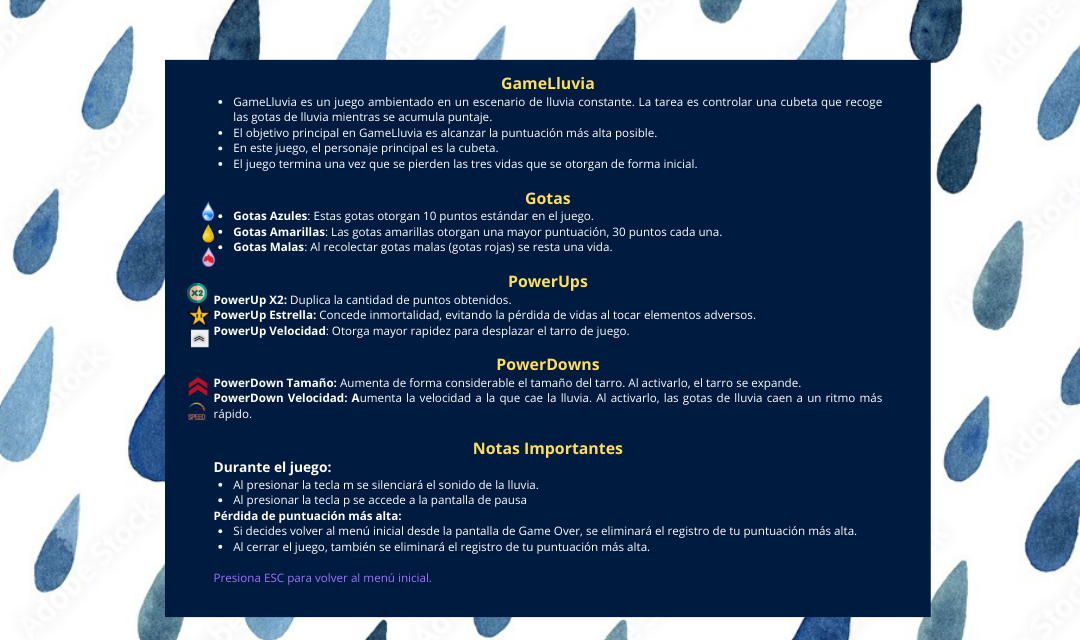 GameLluvia
• GameLluvia es un juego ambientado en un escenario de lluvia constante. La tarea es controlar una cubeta que recoge
las gotas de lluvia mientras se acumula puntaje.
• El objetivo principal en GameLluvia es alcanzar la puntuación más alta posible.
• En este juego, el personaje principal es la cubeta.
• El juego termina una vez que se pierden las tres vidas que se otorgan de forma inicial.
Gotas
• Gotas Azules: Estas gotas otorgan 10 puntos estándar en el juego.
• Gotas Amarillas: Las gotas amarillas otorgan una mayor puntuación, 30 puntos cada una.
• Gotas Malas: Al recolectar gotas malas (gotas rojas) se resta una vida.
PowerUps
X2
PowerUp X2: Duplica la cantidad de puntos obtenidos.
PowerUp Estrella: Concede inmortalidad, evitando la pérdida de vidas al tocar elementos adversos.
PowerUp Velocidad: Otorga mayor rapidez para desplazar el tarro de juego.
PowerDowns
PowerDown Tamaño: Aumenta de forma considerable el tamaño del tarro. Al activarlo, el tarro se expande.
PowerDown Velocidad: Aumenta la velocidad a la que cae la lluvia. Al activarlo, las gotas de lluvia caen a un ritmo más
rápido.
SPEED
Notas Importantes
Durante el juego:
• Al presionar la tecla m se silenciará el sonido de la lluvia.
• Al presionar la tecla p se accede a la pantalla de pausa
Pérdida de puntuación más alta:
• Si decides volver al menú inicial desde la pantalla de Game Over, se eliminará el registro de tu puntuación más alta.
• Al cerrar el juego, también se eliminará el registro de tu puntuación más alta.
Presiona ESC para volver al menú inicial.